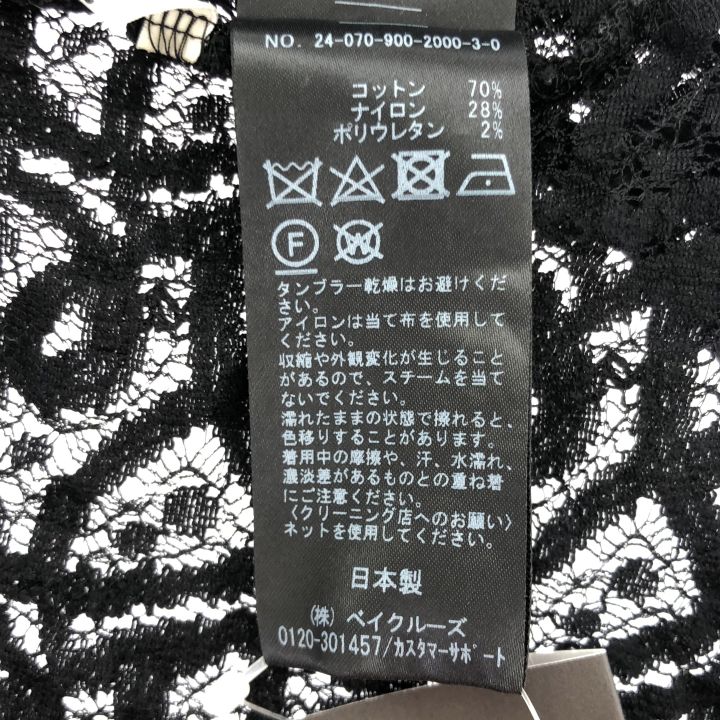 NO. 24-070-900-2000-3-0
コットン 70%
ナイロン 28%
ポリウレタン 2%
F W
タンブラー乾燥はお避けくだ
さい。
アイロンは当て布を使用して
ください。
収縮や外観変化が生じること
があるので、スチームを当て
ないでください。
濡れたままの状態で擦れると、
色移りすることがあります。
着用中の摩擦や、汗、水濡れ、
濃淡差があるものとの重ね着
にご注意ください。
〈クリーニング店へのお願い〉
ネットを使用してください。
日本製
(株) ベイクルーズ
0120-301457/カスタマーサポート